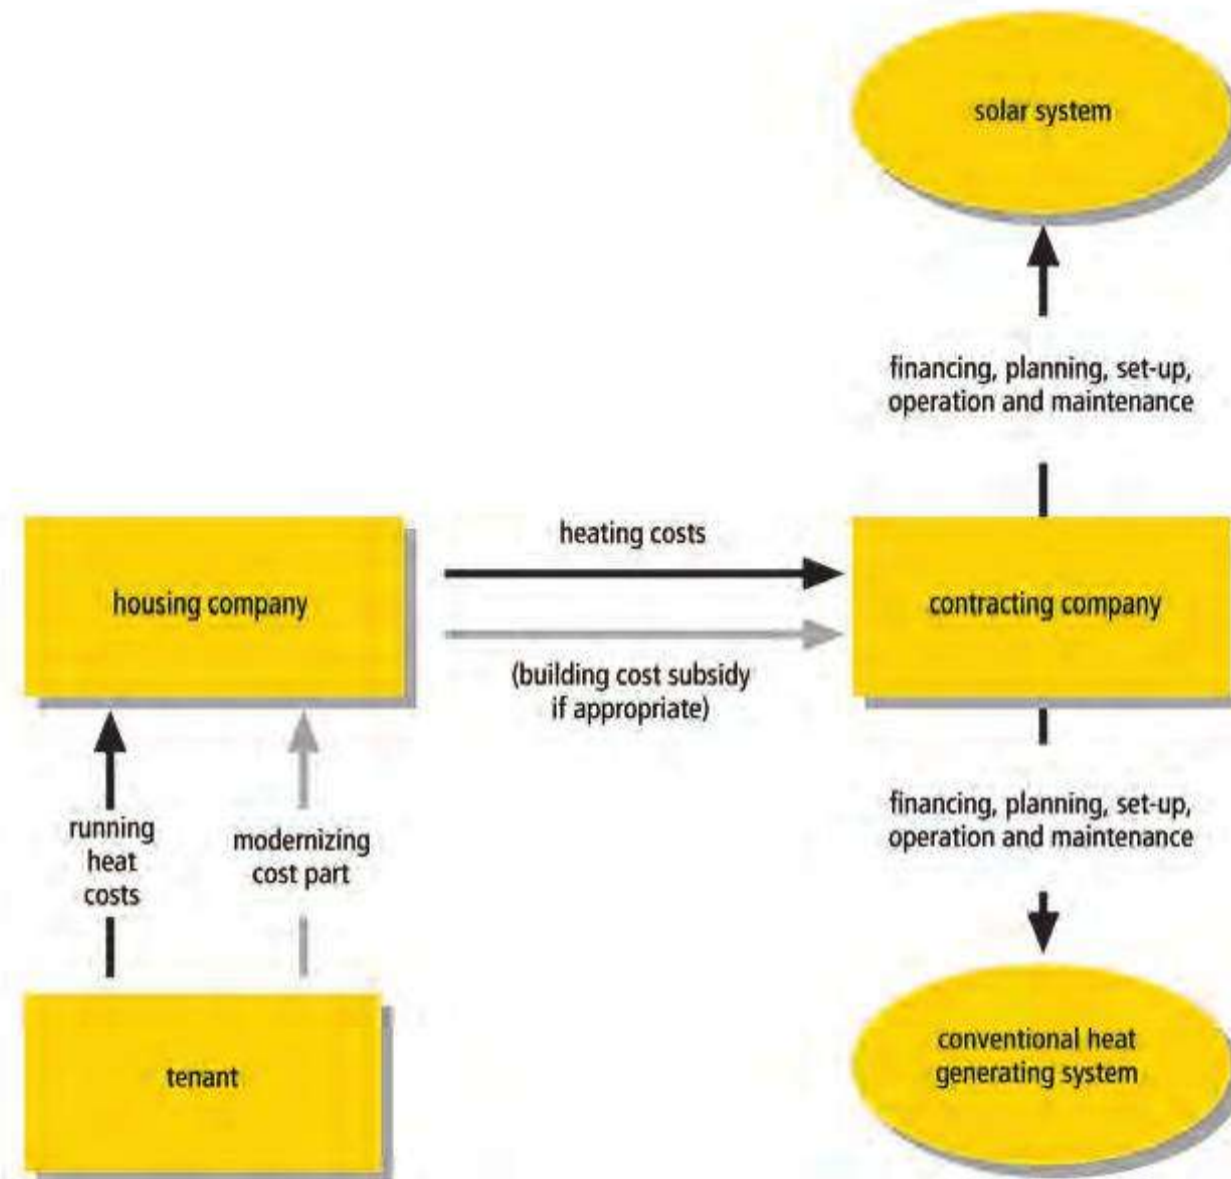 solar system
financing, planning, set-up,
operation and maintenance
heating costs
housing company
contracting company
(building cost subsidy
if appropriate)
running
heat
costs
modernizing
cost part
financing, planning, set-up,
operation and maintenance
tenant
conventional heat
generating system